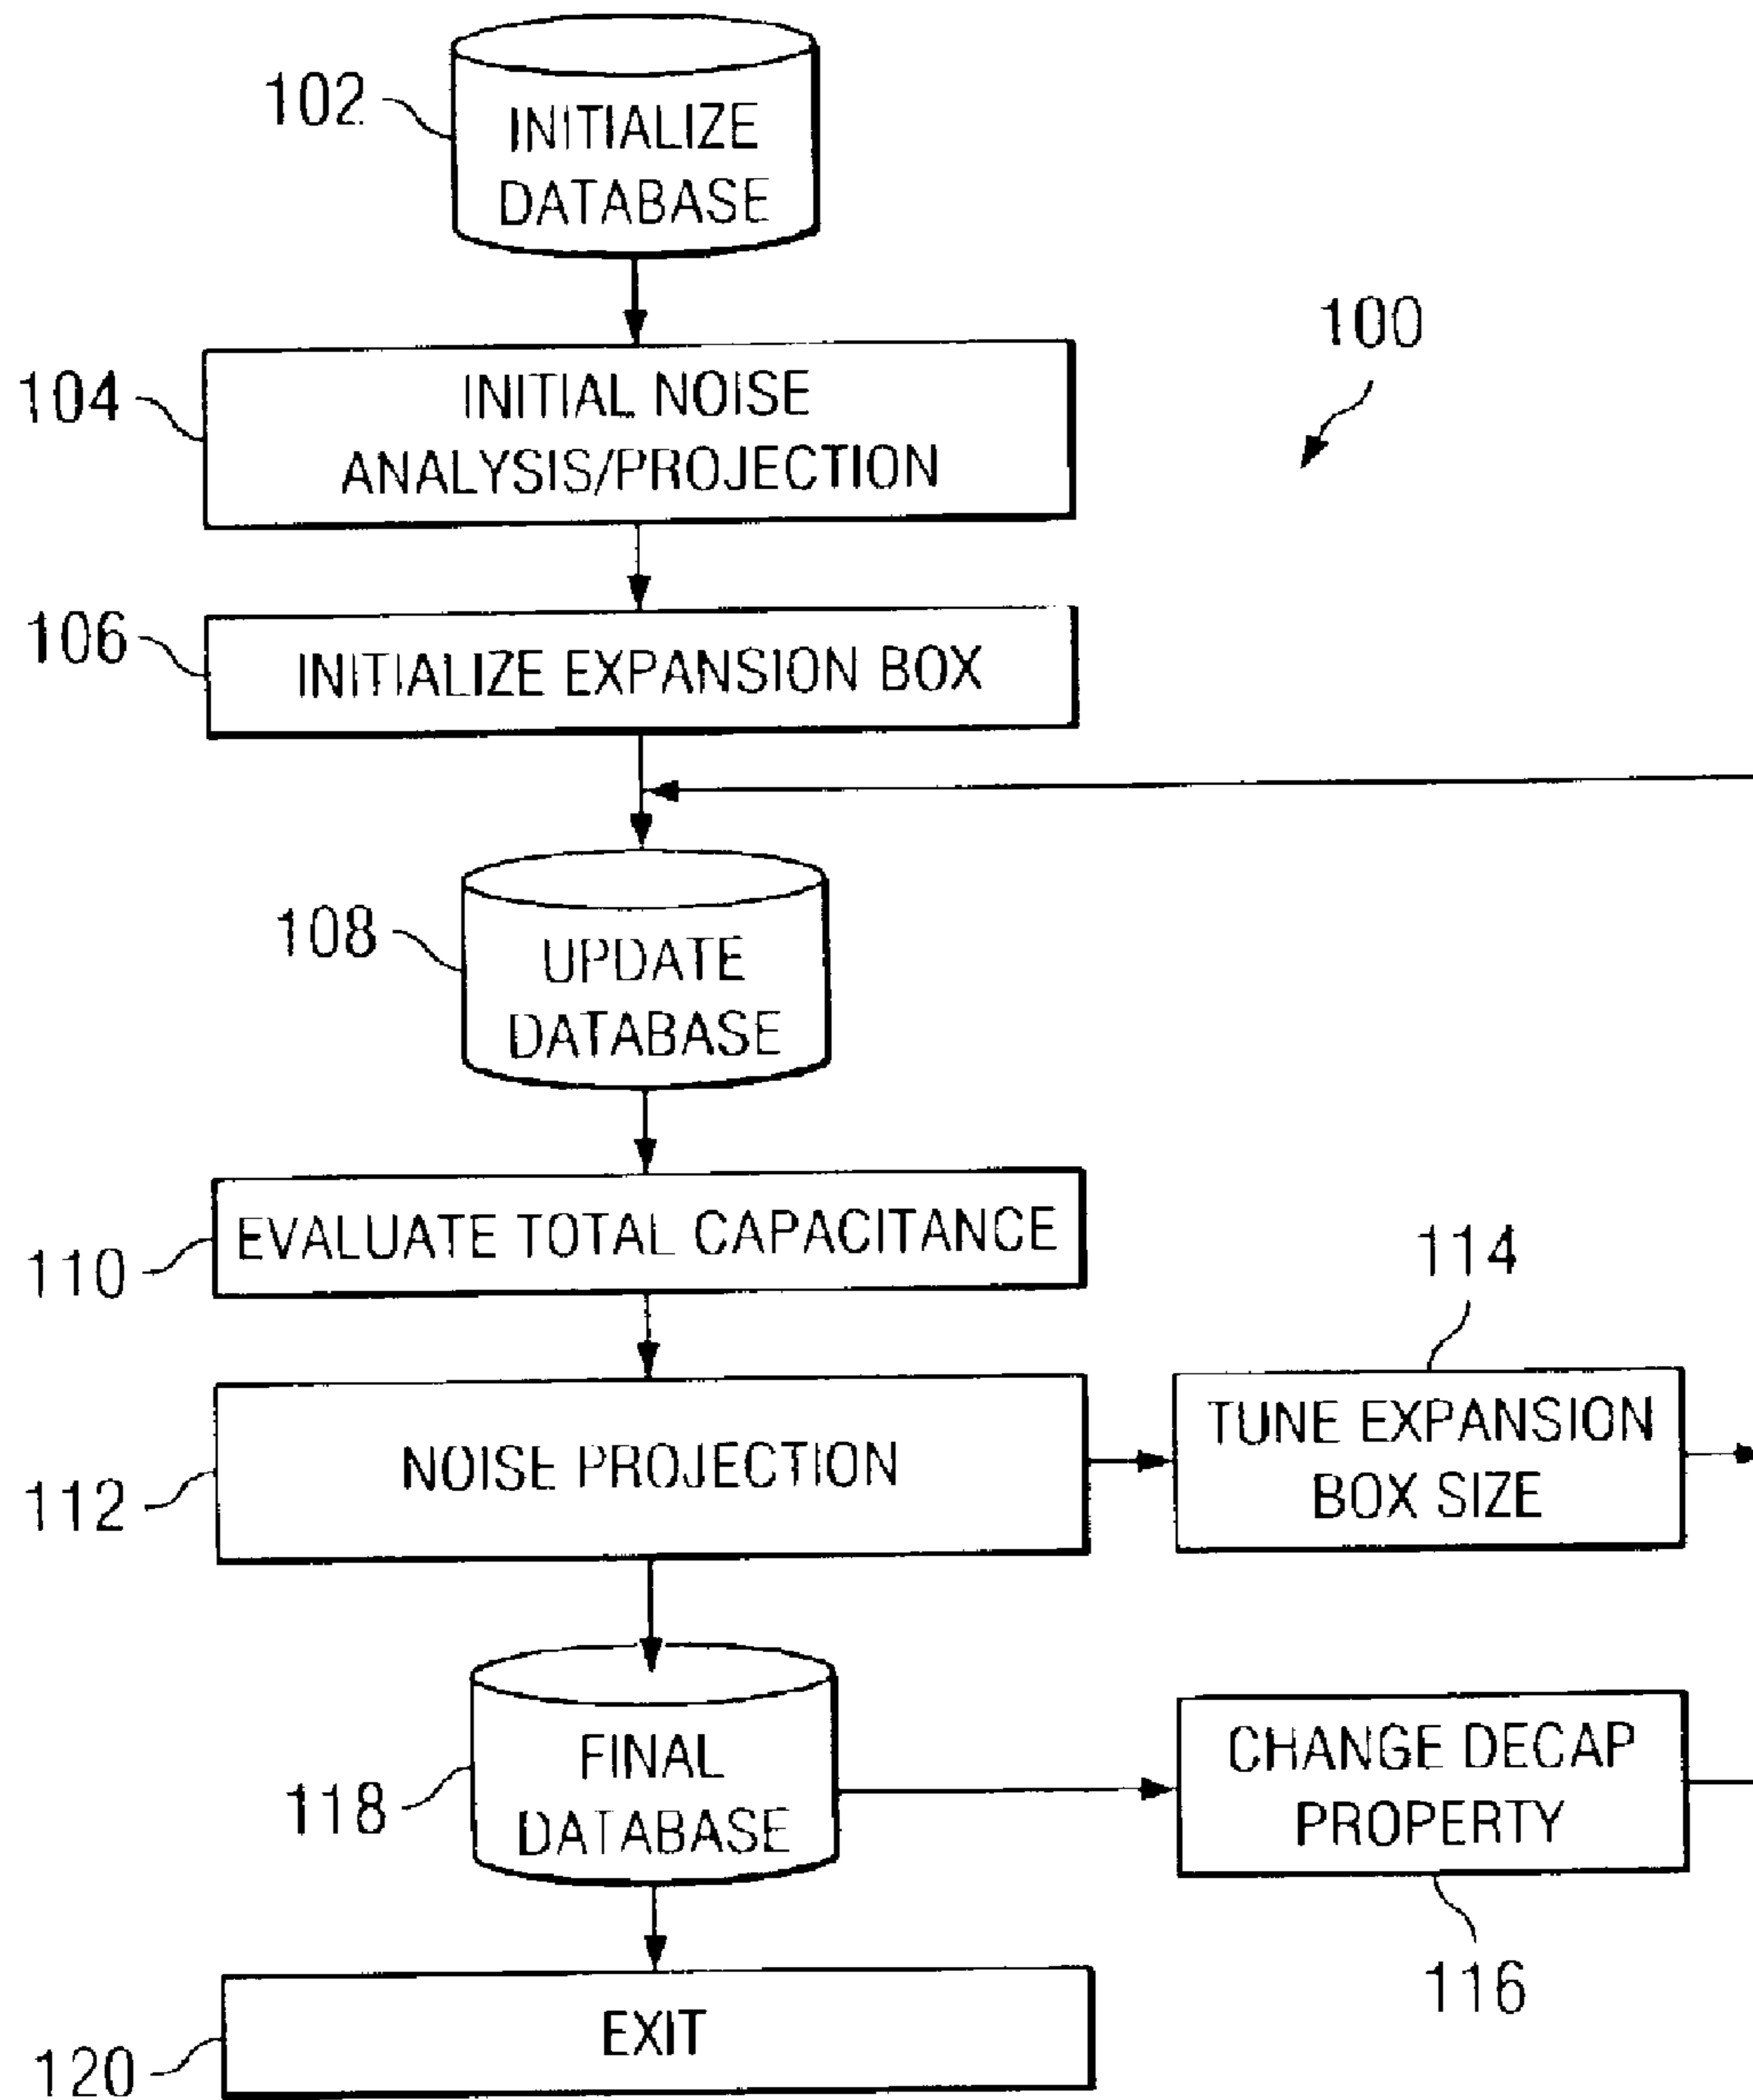 102
INITIALIZE
DATABASE
100
104
INITIAL NOISE
ANALYSIS/PROJECTION
106
INITIALIZE EXPANSION BOX
108
UPDATE
DATABASE
110
EVALUATE TOTAL CAPACITANCE
114
112
NOISE PROJECTION
TUNE EXPANSION
BOX SIZE
118
FINAL
DATABASE
CHANGE DECAP
PROPERTY
116
120
EXIT